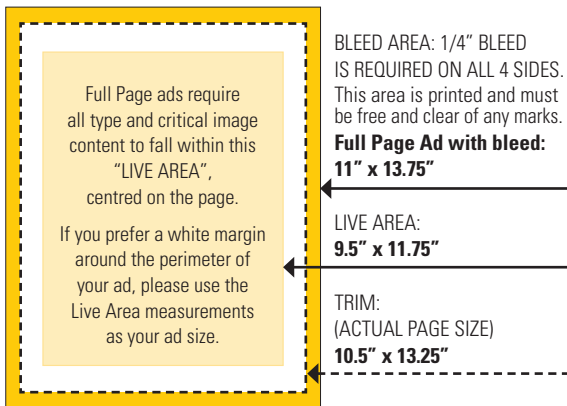 Full Page ads require
all type and critical image
content to fall within this
“LIVE AREA”,
centred on the page.
If you prefer a white margin
around the perimeter of
your ad, please use the
Live Area measurements
as your ad size.
BLEED AREA: 1/4” BLEED
IS REQUIRED ON ALL 4 SIDES.
This area is printed and must
be free and clear of any marks.
Full Page Ad with bleed:
11” x 13.75”
LIVE AREA:
9.5” x 11.75”
TRIM:
(ACTUAL PAGE SIZE)
10.5” x 13.25”